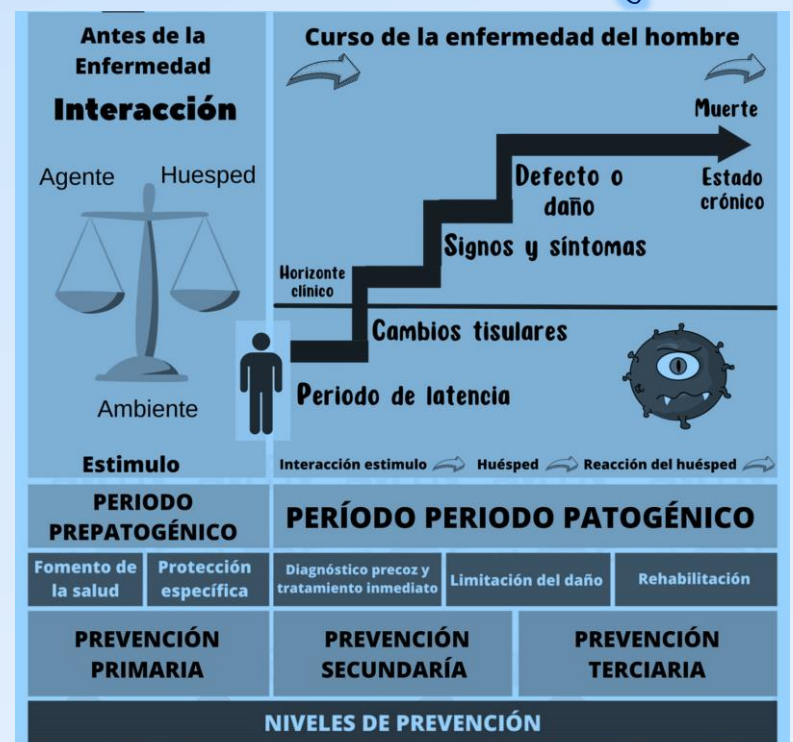 Antes de la
Enfermedad
Interacción
Agente
Huesped
Ambiente
Estimulo
Curso de la enfermedad del hombre
Muerte
Defecto o
daño
Estado
crónico
Signos y síntomas
Horizonte
clínico
Cambios tisulares
Periodo de latencia
Interacción estimulo
Huésped
Reacción del huésped
PERIODO
PREPATOGÉNICO
PERÍODO PERIODO PATOGÉNICO
Fomento de
la salud
Protección
específica
Diagnóstico precoz y
tratamiento inmediato
Limitación del daño
Rehabilitación
PREVENCIÓN
PRIMARIA
PREVENCIÓN
SECUNDARÍA
PREVENCIÓN
TERCIARIA
NIVELES DE PREVENCIÓN